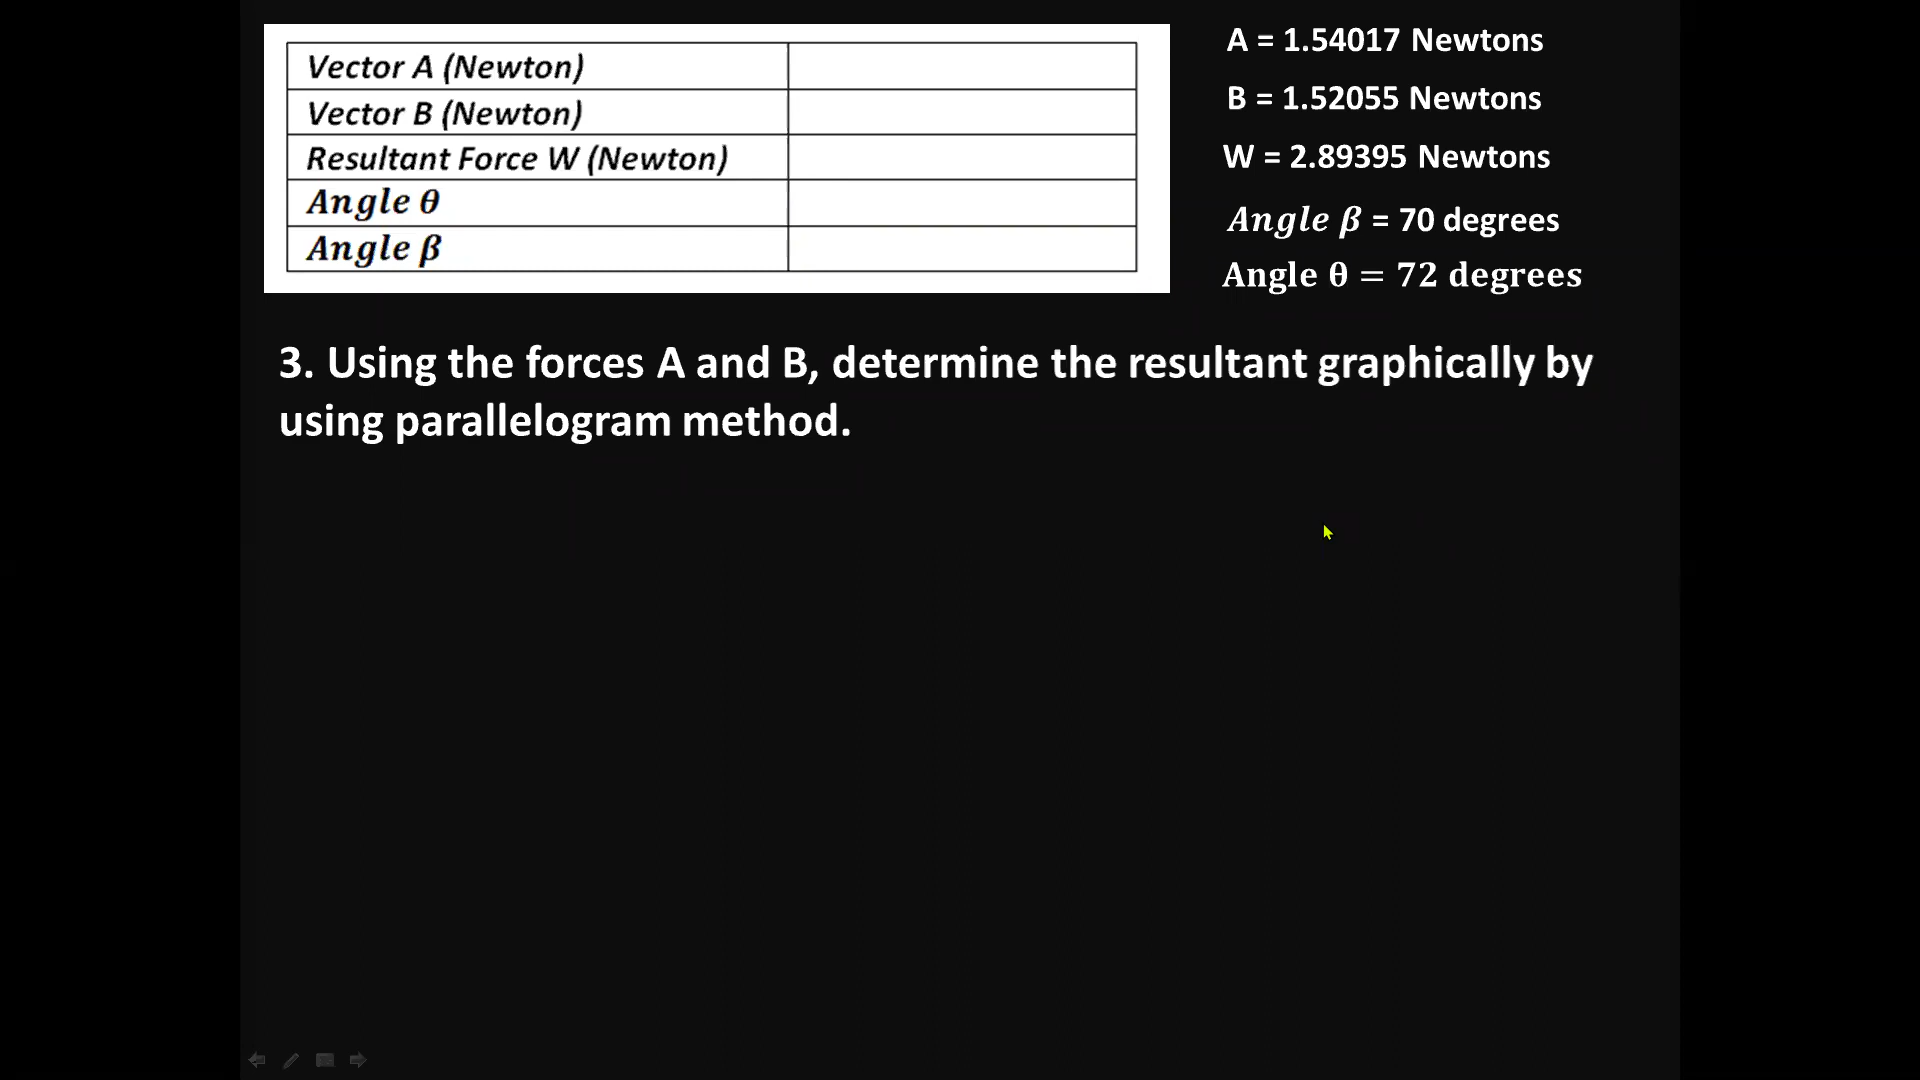 Vector A (Newton)
Vector B (Newton)
Resultant Force W (Newton)
Angle θ
Angle β
A = 1.54017 Newtons
B = 1.52055 Newtons
W = 2.89395 Newtons
Angle β = 70 degrees
Angle θ = 72 degrees
3. Using the forces A and B, determine the resultant graphically by
using parallelogram method.